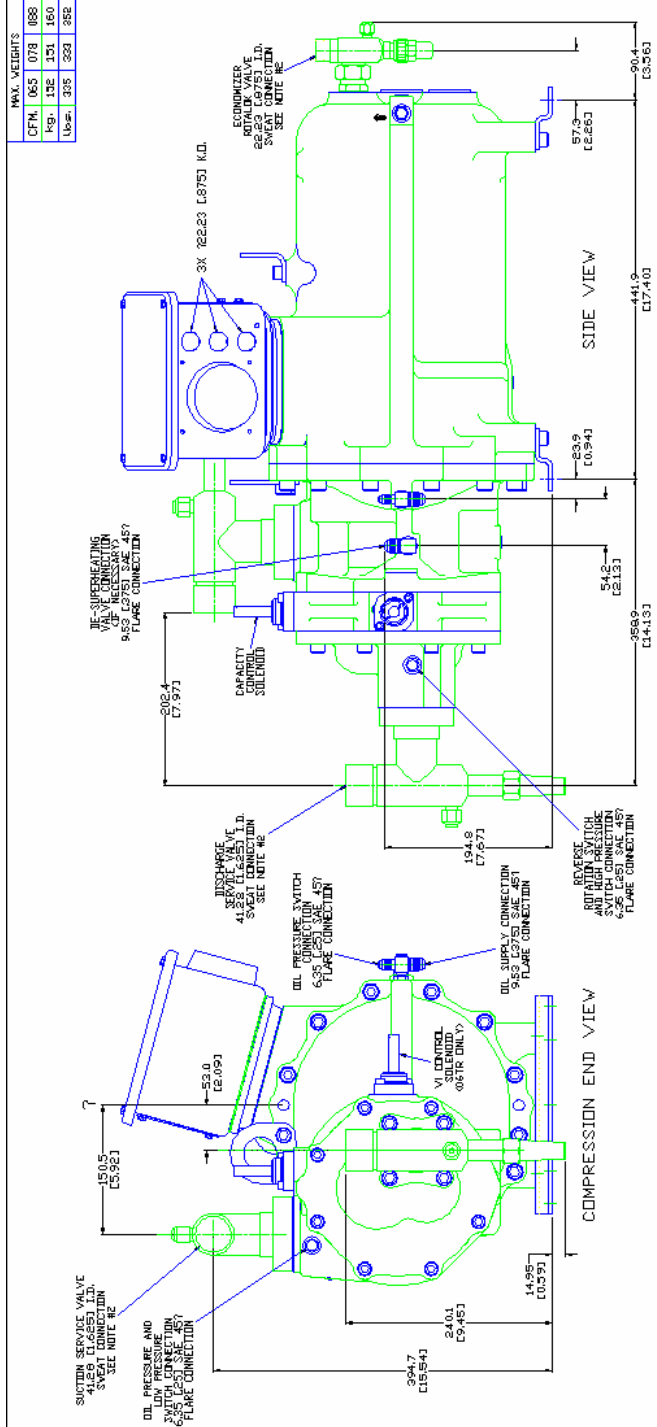 MAX. WEIGHTS
CFM. 065 078 088
kg. 152 151 160
Lbs. 335 333 352
ECONOMIZER
ROTALOK VALVE
22.23 [.875] I.D.
SWEAT CONNECTION
SEE NOTE #2
3X ?22.23 [.875] K.O.
DE-SUPERHEATING
VALVE CONNECTION
(IF NECESSARY)
9.53 [.375] SAE 45?
FLARE CONNECTION
CAPACITY
CONTROL
SOLENOID
202.4
[7.97]
90.4
[3.56]
57.3
[2.26]
441.9
[17.40]
SIDE VIEW
23.9
[0.94]
54.2
[2.13]
358.9
[14.13]
194.8
[7.67]
DISCHARGE
SERVICE VALVE
41.28 [1.625] I.D.
SWEAT CONNECTION
SEE NOTE #2
REVERSE
ROTATION SWITCH
AND HIGH PRESSURE
SWITCH CONNECTION
6.35 [.25] SAE 45?
FLARE CONNECTION
OIL PRESSURE SWITCH
CONNECTION
6.35 [.25] SAE 45?
FLARE CONNECTION
OIL SUPPLY CONNECTION
9.53 [.375] SAE 45?
FLARE CONNECTION
VI CONTROL
SOLENOID
(06TR ONLY)
53.0
[2.09]
?
150.5
[5.92]
SUCTION SERVICE VALVE
41.28 [1.625] I.D.
SWEAT CONNECTION
SEE NOTE #2
OIL PRESSURE AND
LOW PRESSURE
SWITCH CONNECTION
6.35 [.25] SAE 45?
FLARE CONNECTION
394.7
[15.54]
240.1
[9.45]
14.95
[0.59]
COMPRESSION END VIEW